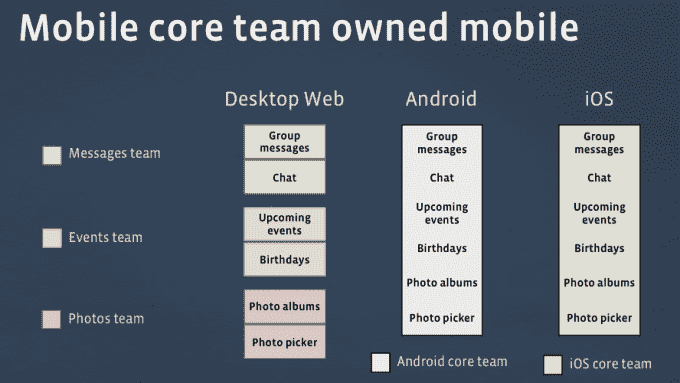 Mobile core team owned mobile
Desktop Web
Android
iOS
Messages team
Events team
Photos team
Group
messages
Chat
Upcoming
events
Birthdays
Photo albums
Photo picker
Group
messages
Chat
Upcoming
events
Birthdays
Photo albums
Photo picker
Group
messages
Chat
Upcoming
events
Birthdays
Photo albums
Photo picker
Android core team
iOS core team